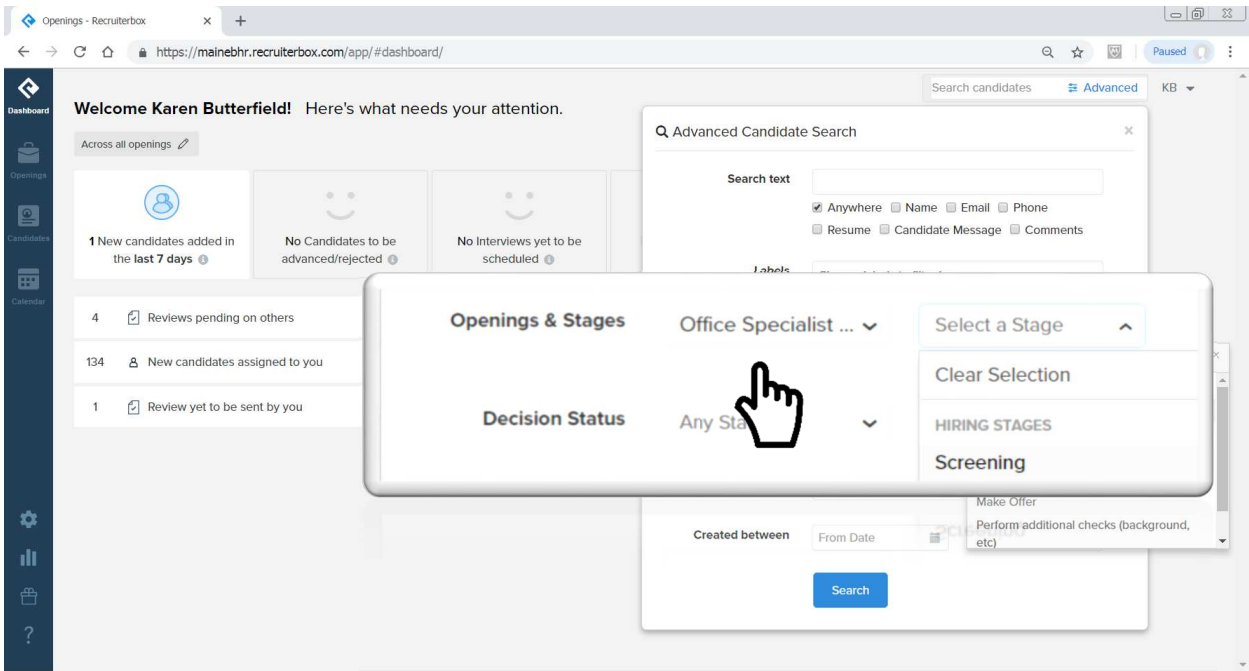 Openings - Recruiterbox
https://mainebhr.recruiterbox.com/app/#dashboard/
Paused
Dashboard
Openings
Candidates
Calendar
Search candidates Advanced KB
Welcome Karen Butterfield! Here's what needs your attention.
Across all openings
1 New candidates added in
the last 7 days
No Candidates to be
advanced/rejected
No Interviews yet to be
scheduled
4 Reviews pending on others
134 New candidates assigned to you
1 Review yet to be sent by you
Advanced Candidate Search
Search text
Anywhere Name Email Phone
Resume Candidate Message Comments
Labels
Openings & Stages Office Specialist ... Select a Stage
Clear Selection
Decision Status Any Sta
HIRING STAGES
Screening
Make Offer
Perform additional checks (background,
etc)
Created between From Date
Search
?